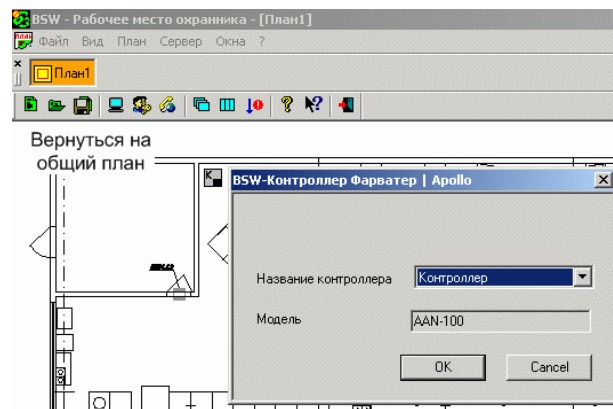 BSW - Рабочее место охранника - [План1]
Файл Вид План Сервер Окна ?
План1
Вернуться на
общий план
К
BSW-Контроллер Фарватер | Apollo
Название контроллера
Контроллер
Модель
AAN-100
OK
Cancel